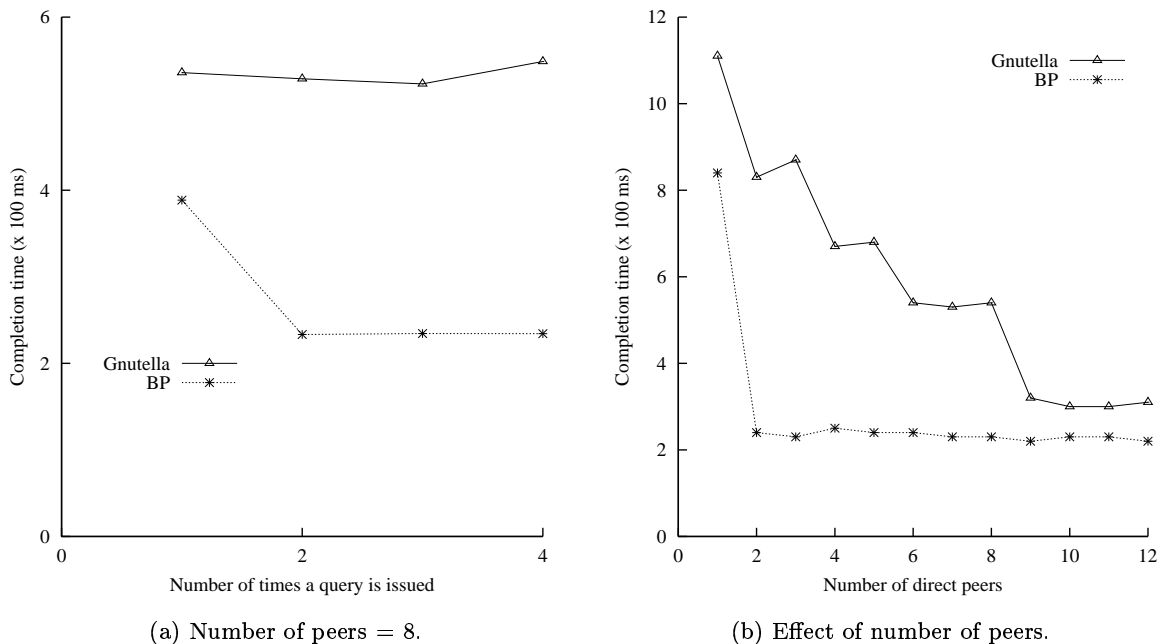 6
4
2
0
0
2
4
Completion time (x 100 ms)
Number of times a query is issued
Gnutella
BP
(a) Number of peers = 8.
12
10
8
6
4
2
0
0
2
4
6
8
10
12
Completion time (x 100 ms)
Number of direct peers
Gnutella
BP
(b) Effect of number of peers.